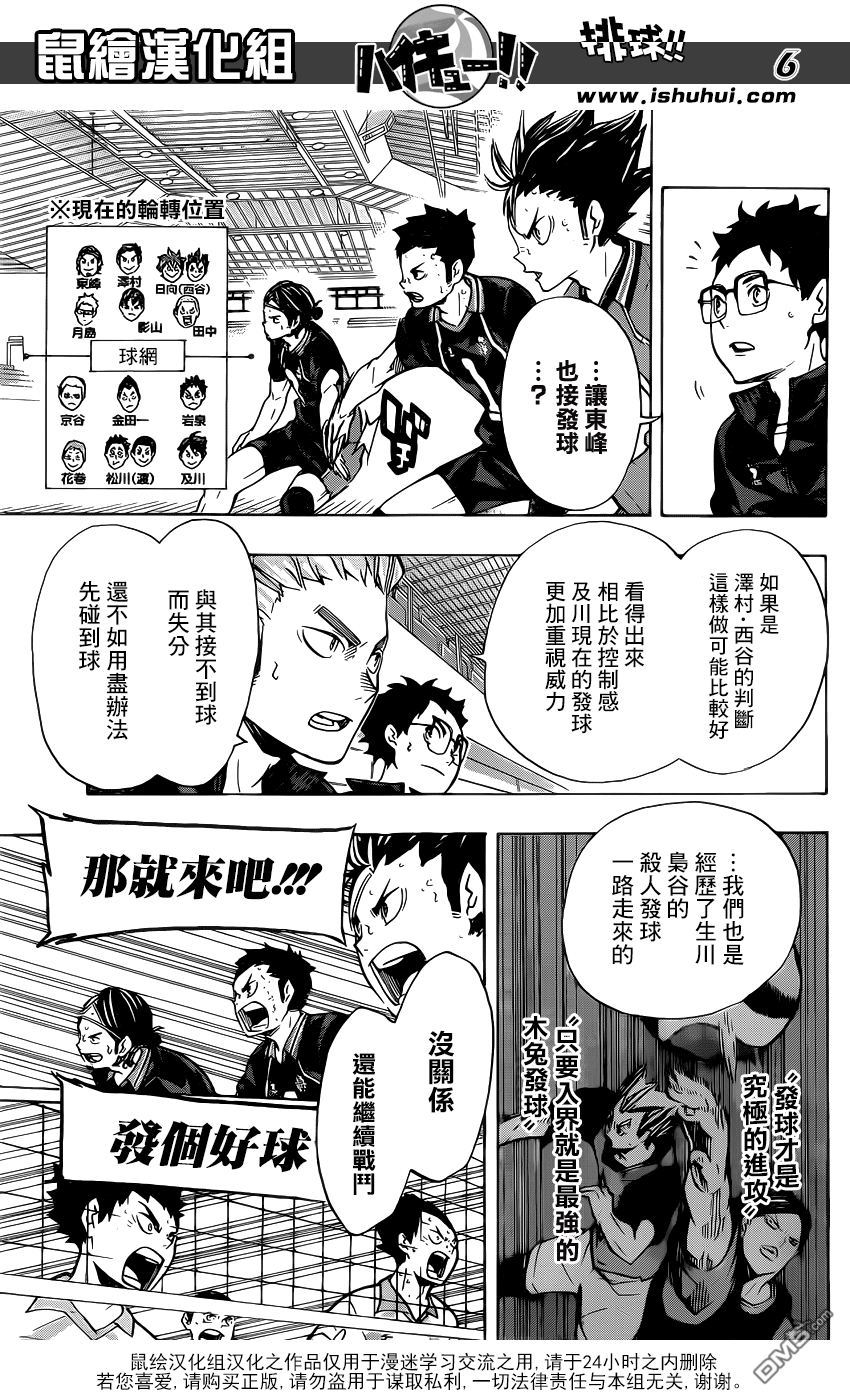 鼠繪漢化組
ハイキュー!!
排球!!
6
www.ishuhui.com
※現在的輪轉位置
東峰
澤村
日向(西谷)
月島
影山
田中
球網
京谷
金田一
岩泉
花巻
松川(渡)
及川
…讓東峰
也接發球
…?
如果是
澤村·西谷的判斷
這樣做可能比較好
看得出來
相比於控制感
及川現在的發球
更加重視威力
與其接不到球
而失分
還不如用盡辦法
先碰到球
…我們也是
經歷了生川
梟谷的
殺人發球
一路走來的
〝發球才是
究極的進攻〞
〝只要入界就是最強的
木兔發球〞
那就來吧!!!
沒關係
還能繼續戰鬥
發個好球
鼠绘汉化组汉化之作品仅用于漫迷学习交流之用, 请于24小时之内删除
若您喜爱, 请购买正版, 请勿盗用于谋取私利, 一切法律责任与本组无关, 谢谢.
DM5.com